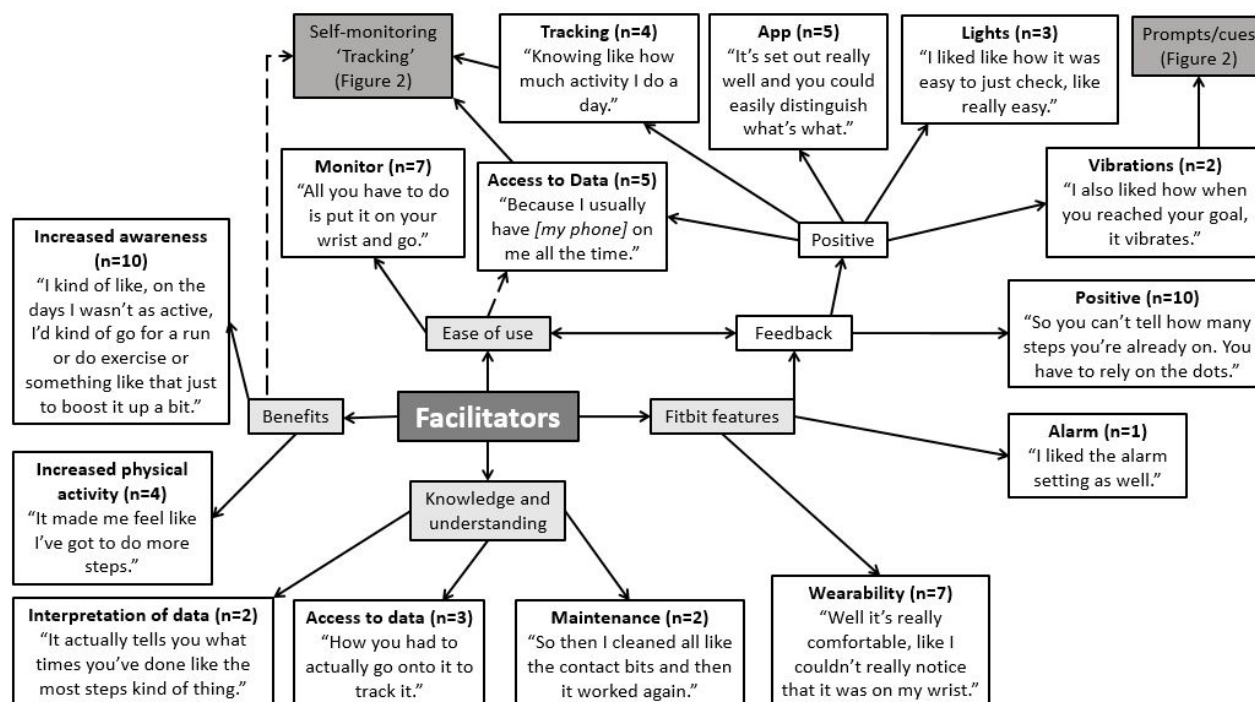 Self-monitoring
‘Tracking’
(Figure 2)
Tracking (n=4)
“Knowing like how
much activity I do a
day.”
App (n=5)
“It’s set out really
well and you could
easily distinguish
what’s what.”
Lights (n=3)
“I liked like how it was
easy to just check, like
really easy.”
Prompts/cues
(Figure 2)
Monitor (n=7)
“All you have to do
is put it on your
wrist and go.”
Access to Data (n=5)
“Because I usually
have [my phone] on
me all the time.”
Positive
Vibrations (n=2)
“I also liked how when
you reached your goal,
it vibrates.”
Increased awareness
(n=10)
“I kind of like, on the
days I wasn’t as active,
I’d kind of go for a run
or do exercise or
something like that just
to boost it up a bit.”
Ease of use
Feedback
Positive (n=10)
“So you can’t tell how many
steps you’re already on. You
have to rely on the dots.”
Benefits
Facilitators
Fitbit features
Alarm (n=1)
“I liked the alarm
setting as well.”
Increased physical
activity (n=4)
“It made me feel like
I’ve got to do more
steps.”
Knowledge and
understanding
Interpretation of data (n=2)
“It actually tells you what
times you’ve done like the
most steps kind of thing.”
Access to data (n=3)
“How you had to
actually go onto it to
track it.”
Maintenance (n=2)
“So then I cleaned all like
the contact bits and then
it worked again.”
Wearability (n=7)
“Well it’s really
comfortable, like I
couldn’t really notice
that it was on my wrist.”